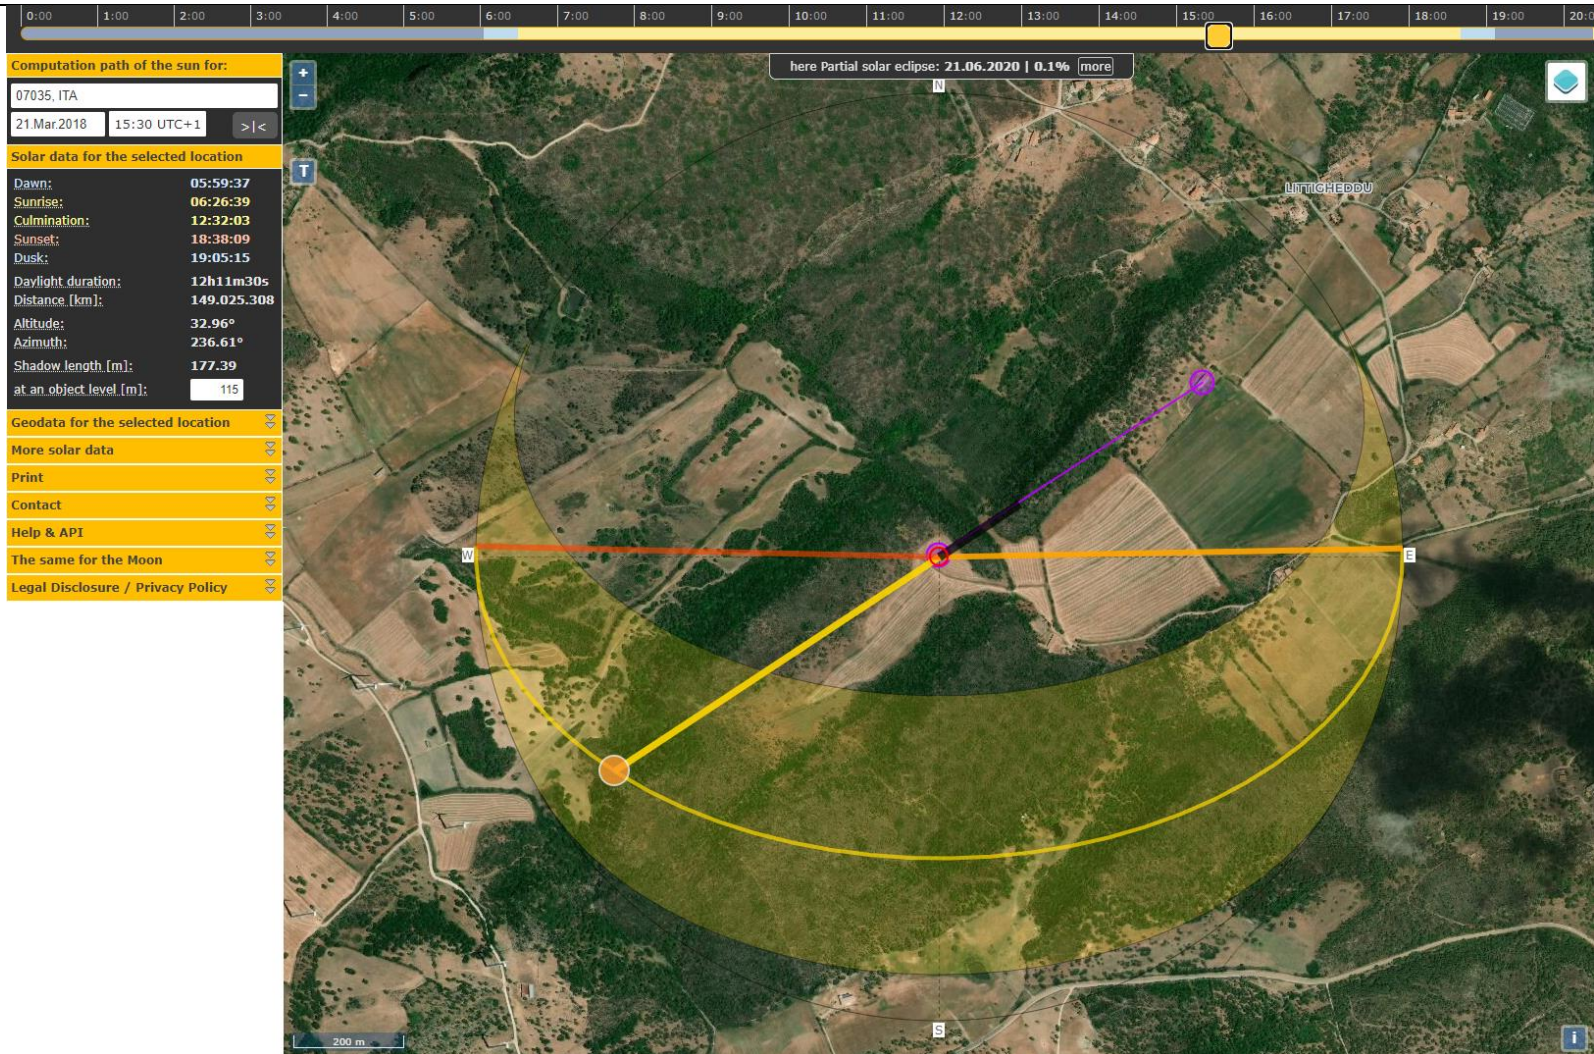 0:00 1:00 2:00 3:00 4:00 5:00 6:00 7:00 8:00 9:00 10:00 11:00 12:00 13:00 14:00 15:00 16:00 17:00 18:00 19:00 20:0
Computation path of the sun for:
07035, ITA
21.Mar.2018 15:30 UTC+1 >|<
Solar data for the selected location
Dawn: 05:59:37
Sunrise: 06:26:39
Culmination: 12:32:03
Sunset: 18:38:09
Dusk: 19:05:15
Daylight duration: 12h11m30s
Distance [km]: 149.025.308
Altitude: 32.96°
Azimuth: 236.61°
Shadow length [m]: 177.39
at an object level [m]: 115
Geodata for the selected location
More solar data
Print
Contact
Help & API
The same for the Moon
Legal Disclosure / Privacy Policy
+
−
T
here Partial solar eclipse: 21.06.2020 | 0.1% more
N
LITTICHEDDU
W
E
S
200 m
i